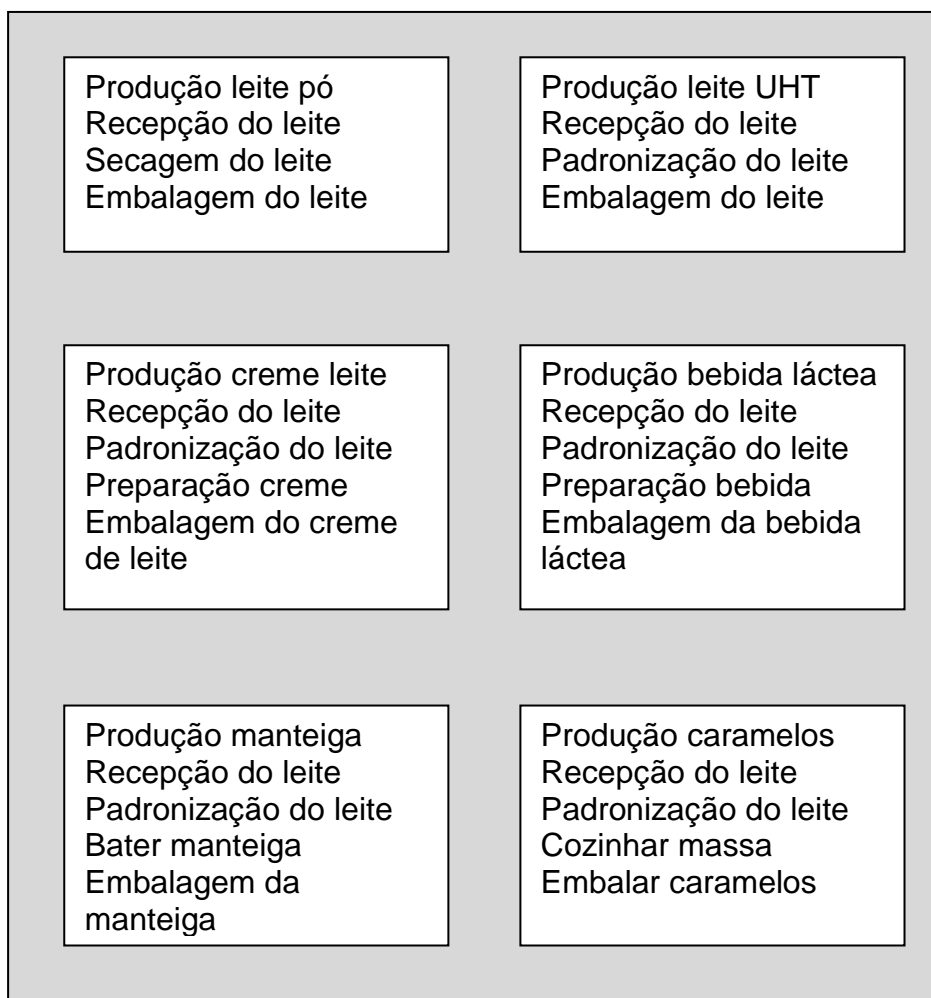 Produção leite pó
Recepção do leite
Secagem do leite
Embalagem do leite
Produção leite UHT
Recepção do leite
Padronização do leite
Embalagem do leite
Produção creme leite
Recepção do leite
Padronização do leite
Preparação creme
Embalagem do creme
de leite
Produção bebida láctea
Recepção do leite
Padronização do leite
Preparação bebida
Embalagem da bebida
láctea
Produção manteiga
Recepção do leite
Padronização do leite
Bater manteiga
Embalagem da
manteiga
Produção caramelos
Recepção do leite
Padronização do leite
Cozinhar massa
Embalar caramelos